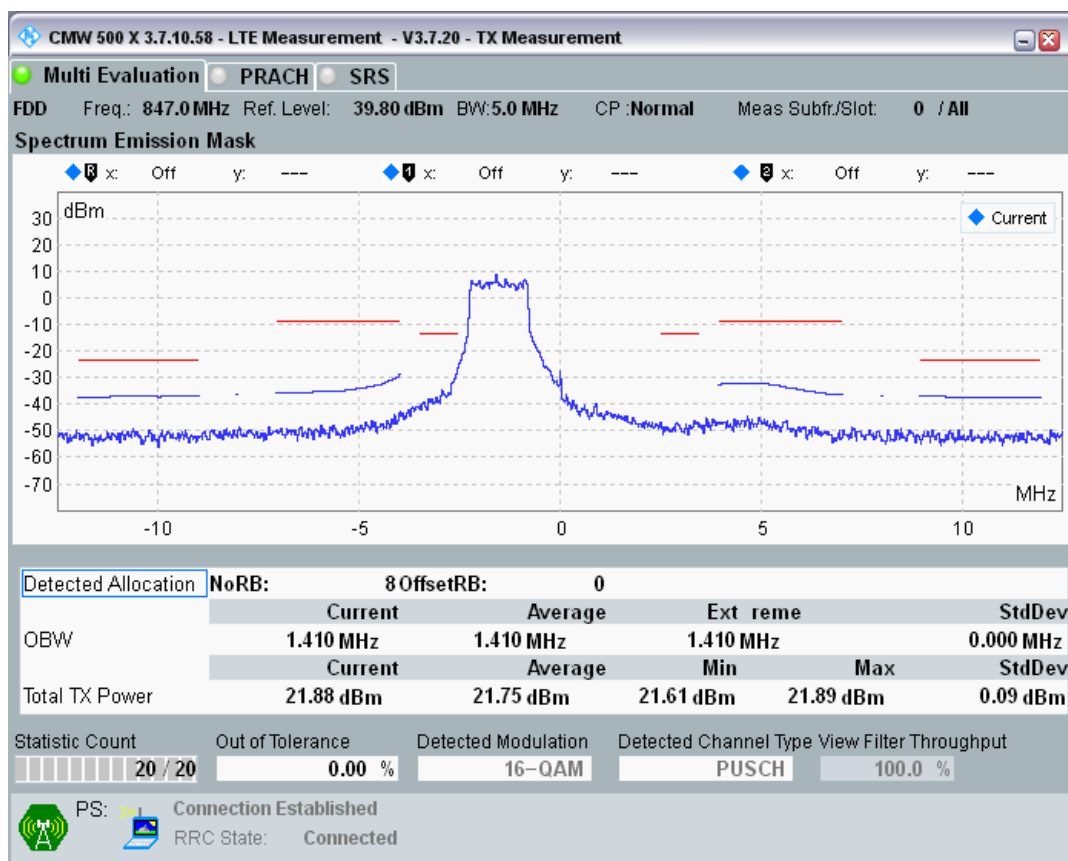 CMW 500 X 3.7.10.58 - LTE Measurement - V3.7.20 - TX Measurement
Multi Evaluation PRACH SRS
FDD Freq.: 847.0 MHz Ref. Level: 39.80 dBm BW:5.0 MHz CP :Normal Meas Subfr./Slot: 0 / All
Spectrum Emission Mask
R x: Off y: --- 1 x: Off y: --- 2 x: Off y: ---
dBm
Current
30
20
10
0
-10
-20
-30
-40
-50
-60
-70
MHz
-10 -5 0 5 10
Detected Allocation NoRB: 8 OffsetRB: 0
Current Average Ext reme StdDev
OBW 1.410 MHz 1.410 MHz 1.410 MHz 0.000 MHz
Current Average Min Max StdDev
Total TX Power 21.88 dBm 21.75 dBm 21.61 dBm 21.89 dBm 0.09 dBm
Statistic Count Out of Tolerance Detected Modulation Detected Channel Type View Filter Throughput
20 / 20 0.00 % 16-QAM PUSCH 100.0 %
PS: Connection Established
RRC State: Connected